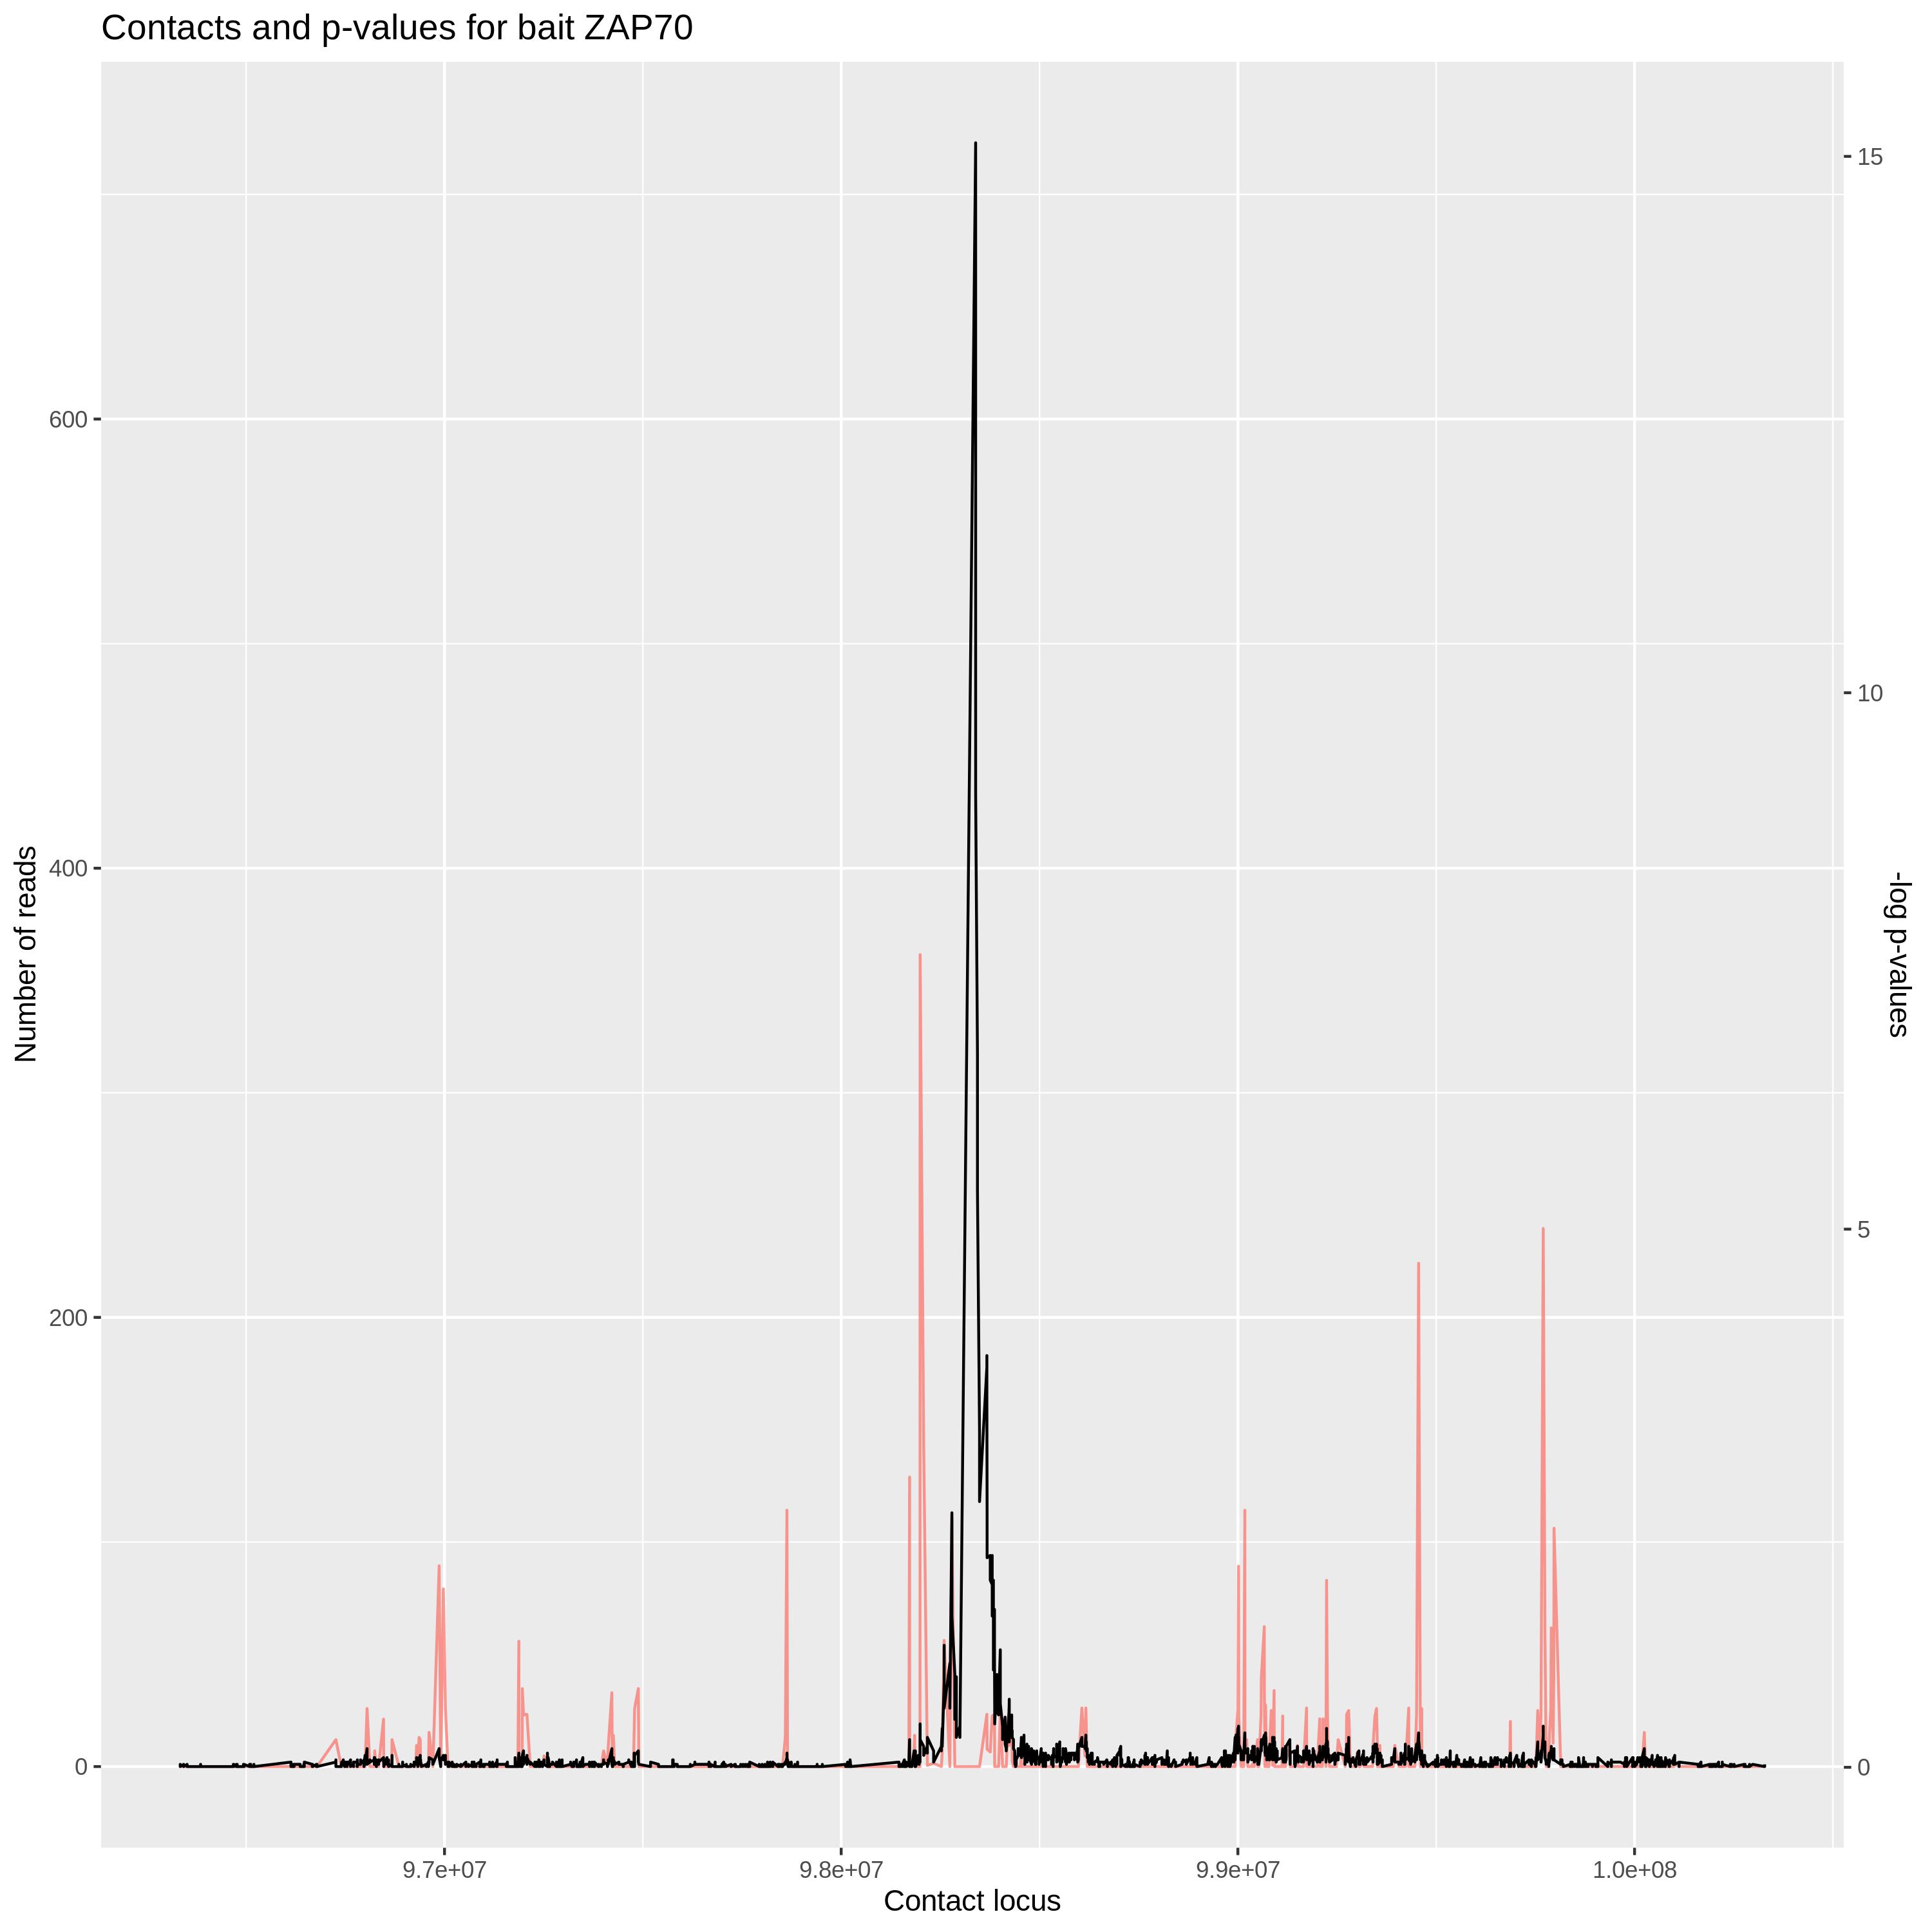 Contacts and p-values for bait ZAP70
15
600
10
400
Number of reads
-log p-values
5
200
0
0
9.7e+07
9.8e+07
9.9e+07
1.0e+08
Contact locus